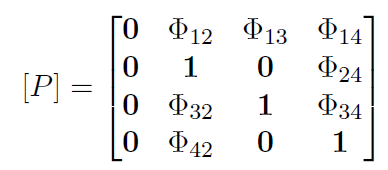 [P] = [0 Φ₁₂ Φ₁₃ Φ₁₄
0 1 0 Φ₂₄
0 Φ₃₂ 1 Φ₃₄
0 Φ₄₂ 0 1]